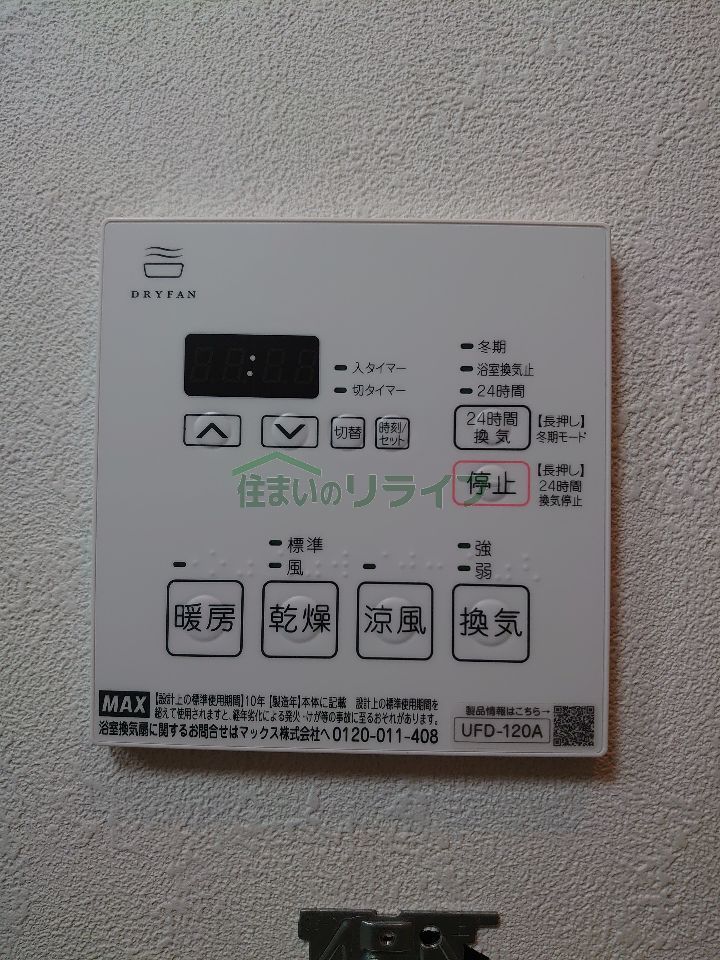 DRYFAN
入タイマー
切タイマー
冬期
浴室換気止
24時間
切替
時刻/
セット
24時間
換気
【長押し】
冬期モード
停止
【長押し】
24時間
換気停止
住まいのリライフ
標準
風
強
弱
暖房
乾燥
涼風
換気
MAX
【設計上の標準使用期間】10年【製造年】本体に記載 設計上の標準使用期間を
超えて使用されますと、経年劣化による発火・けが等の事故に至るおそれがあります。
浴室換気扇に関するお問合せはマックス株式会社へ 0120-011-408
製品情報はこちら→
UFD-120A